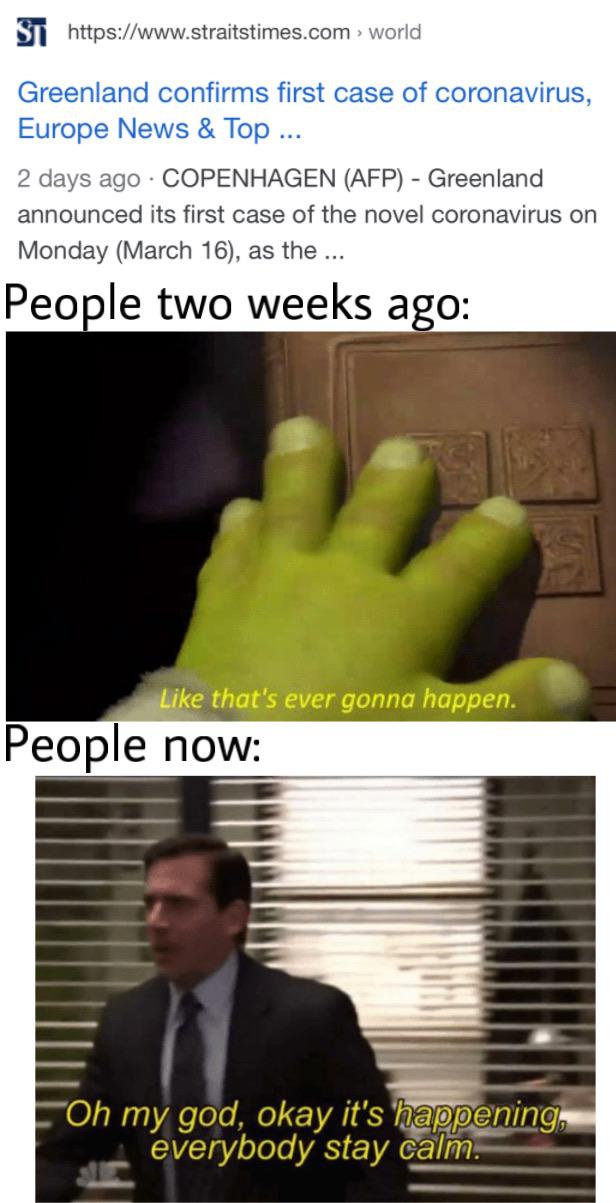 ST https://www.straitstimes.com › world
Greenland confirms first case of coronavirus,
Europe News & Top ...
2 days ago · COPENHAGEN (AFP) - Greenland
announced its first case of the novel coronavirus on
Monday (March 16), as the ...
People two weeks ago:
Like that's ever gonna happen.
People now:
Oh my god, okay it's happening,
everybody stay calm.